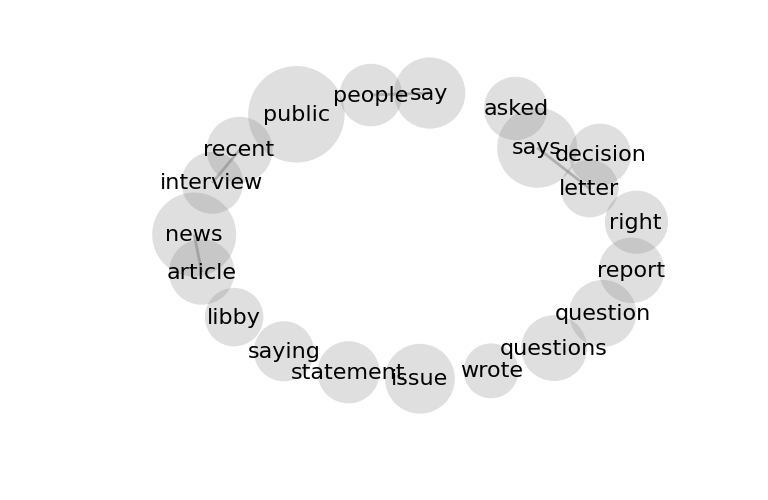 people
say
asked
public
recent
says
decision
interview
letter
right
news
article
report
libby
question
saying
questions
statement
issue
wrote